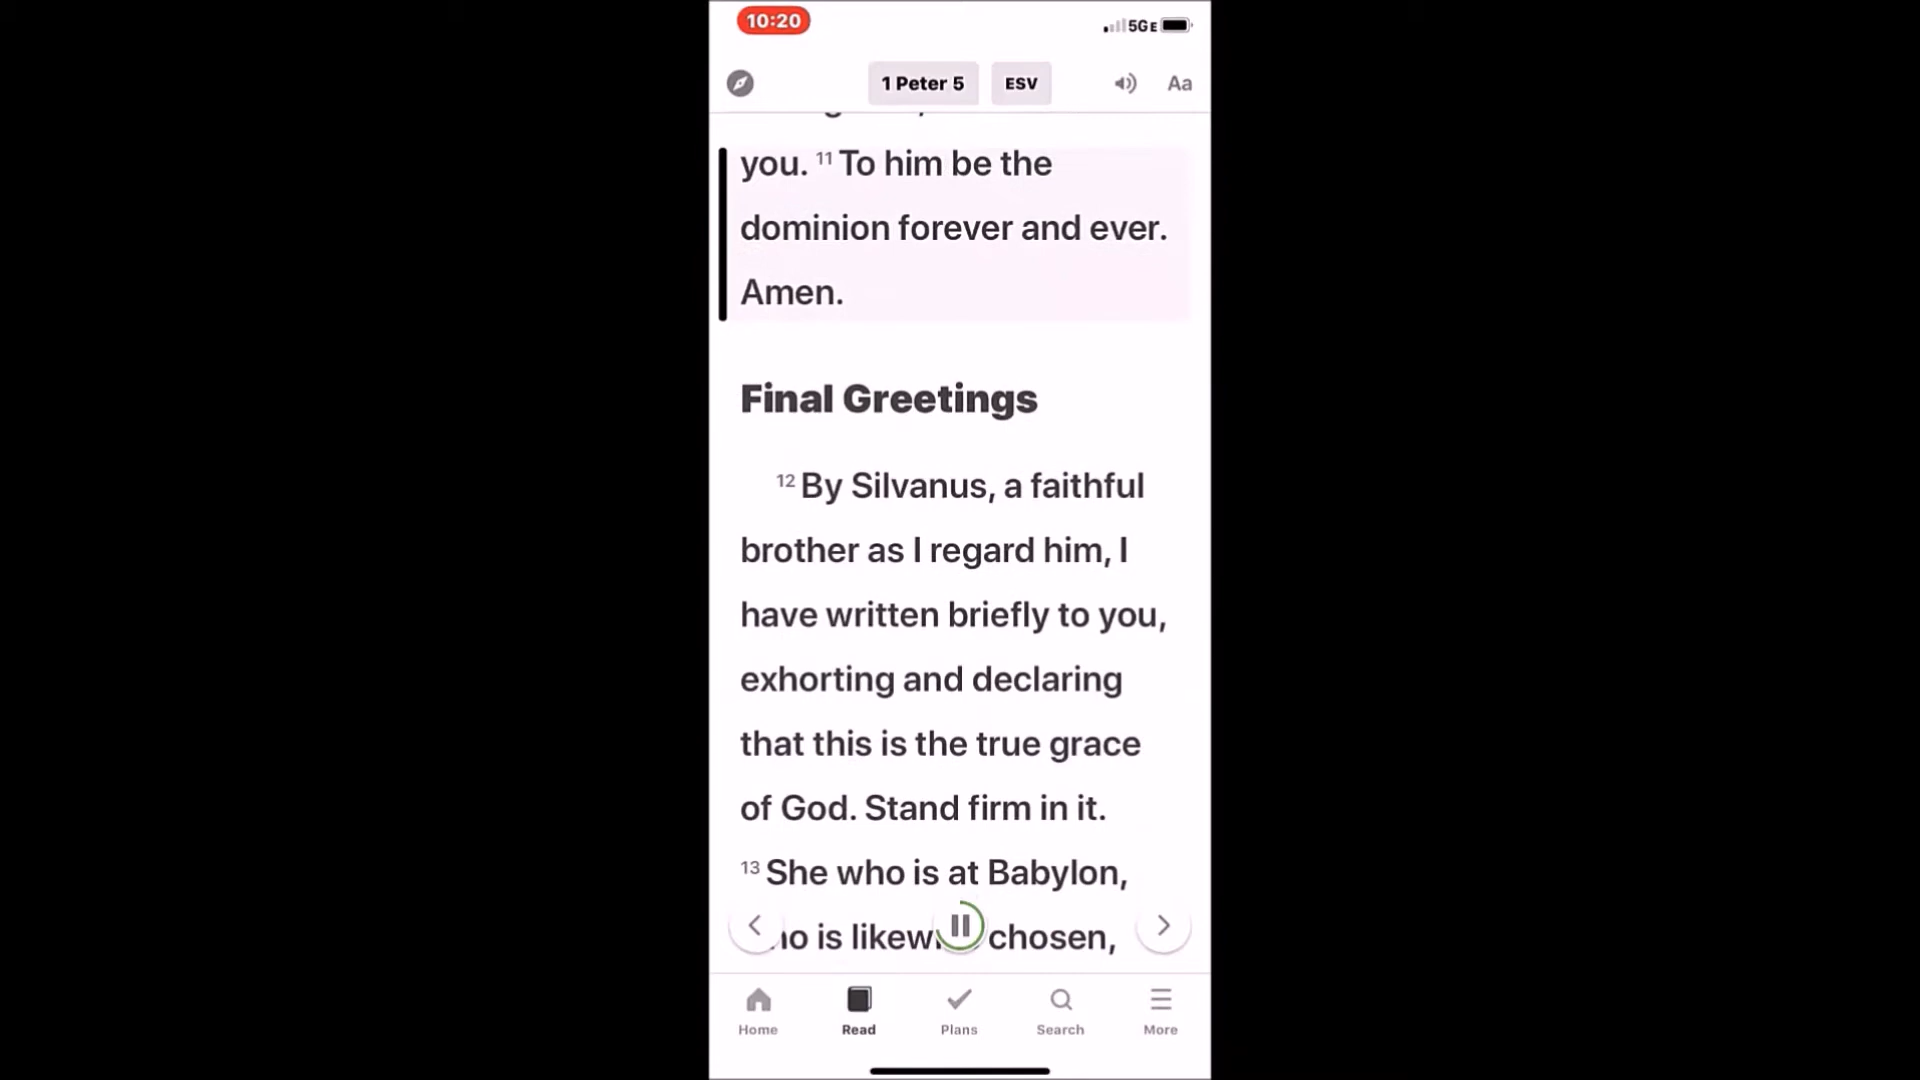 10:20
5GE
1 Peter 5
ESV
Aa
you. 11 To him be the
dominion forever and ever.
Amen.
Final Greetings
12 By Silvanus, a faithful
brother as I regard him, I
have written briefly to you,
exhorting and declaring
that this is the true grace
of God. Stand firm in it.
13 She who is at Babylon,
is chosen,
Home
Read
Plans
Search
More